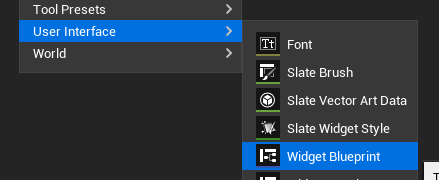 Tool Presets
User Interface
World
Font
Slate Brush
Slate Vector Art Data
Slate Widget Style
Widget Blueprint